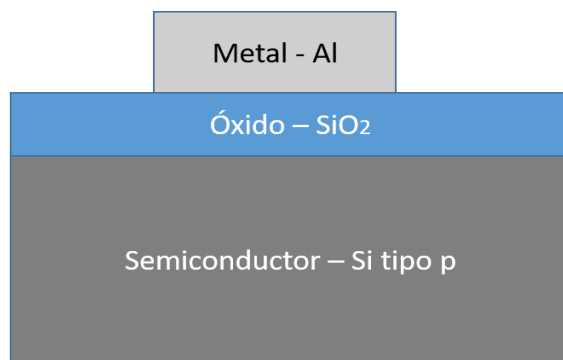 Metal - Al
Óxido – SiO₂
Semiconductor – Si tipo p